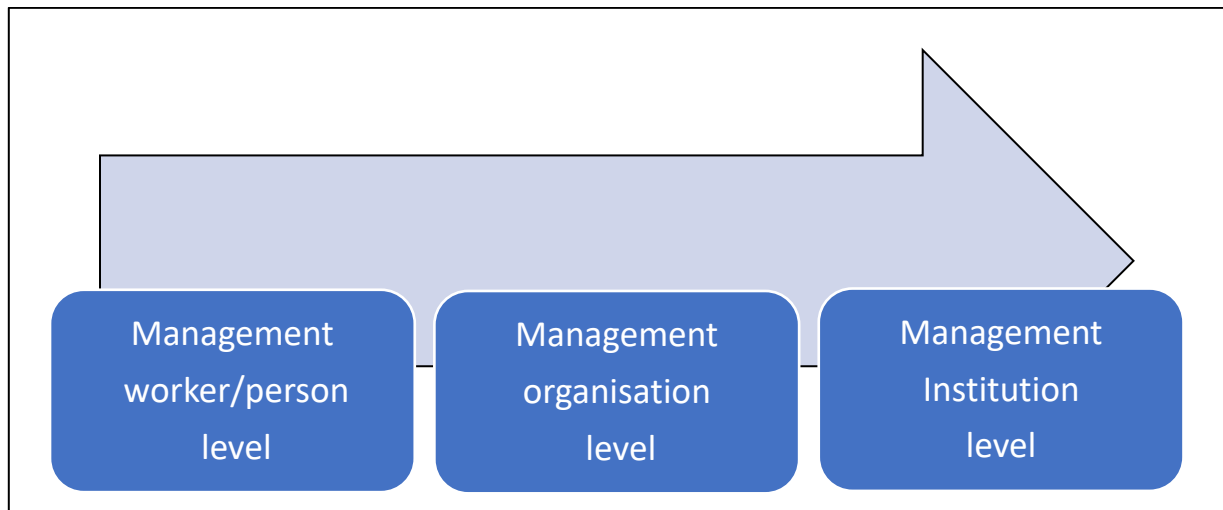 Management
worker/person
level
Management
organisation
level
Management
Institution
level